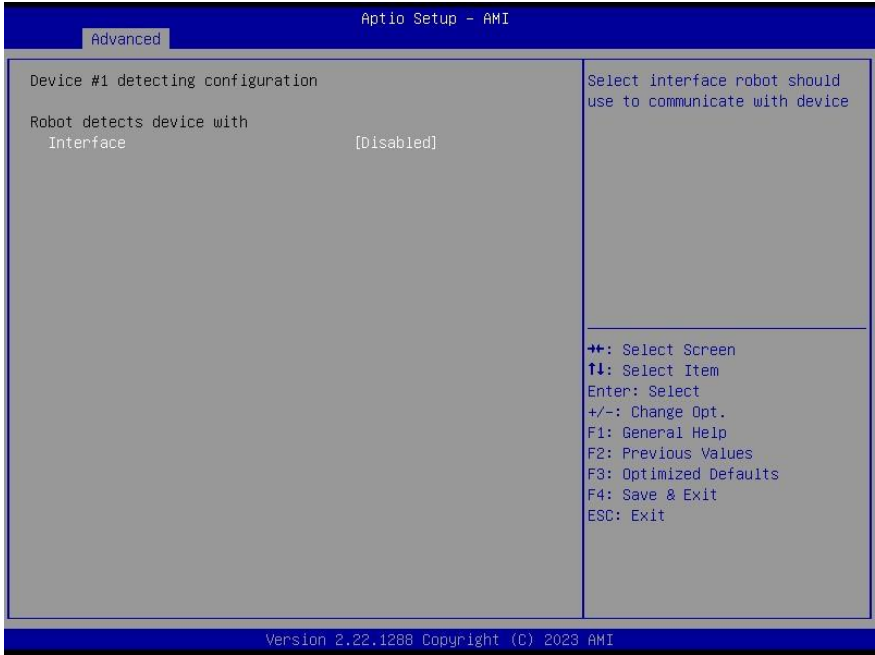 Aptio Setup - AMI
Advanced
Device #1 detecting configuration
Robot detects device with
Interface [Disabled]
Select interface robot should
use to communicate with device
→←: Select Screen
↑↓: Select Item
Enter: Select
+/-: Change Opt.
F1: General Help
F2: Previous Values
F3: Optimized Defaults
F4: Save & Exit
ESC: Exit
Version 2.22.1288 Copyright (C) 2023 AMI